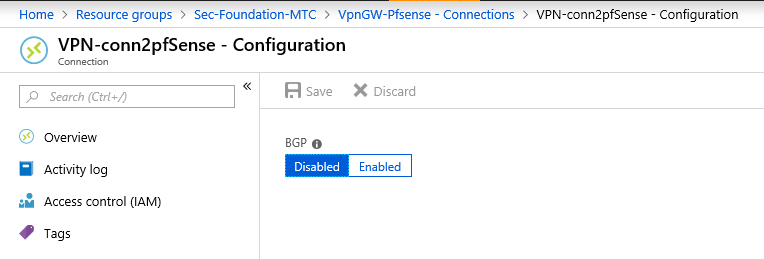 Home > Resource groups > Sec-Foundation-MTC > VpnGW-Pfsense - Connections > VPN-conn2pfSense - Configuration
VPN-conn2pfSense - Configuration
Connection
Search (Ctrl+/)
«
Save Discard
Overview
Activity log
Access control (IAM)
Tags
BGP
Disabled Enabled